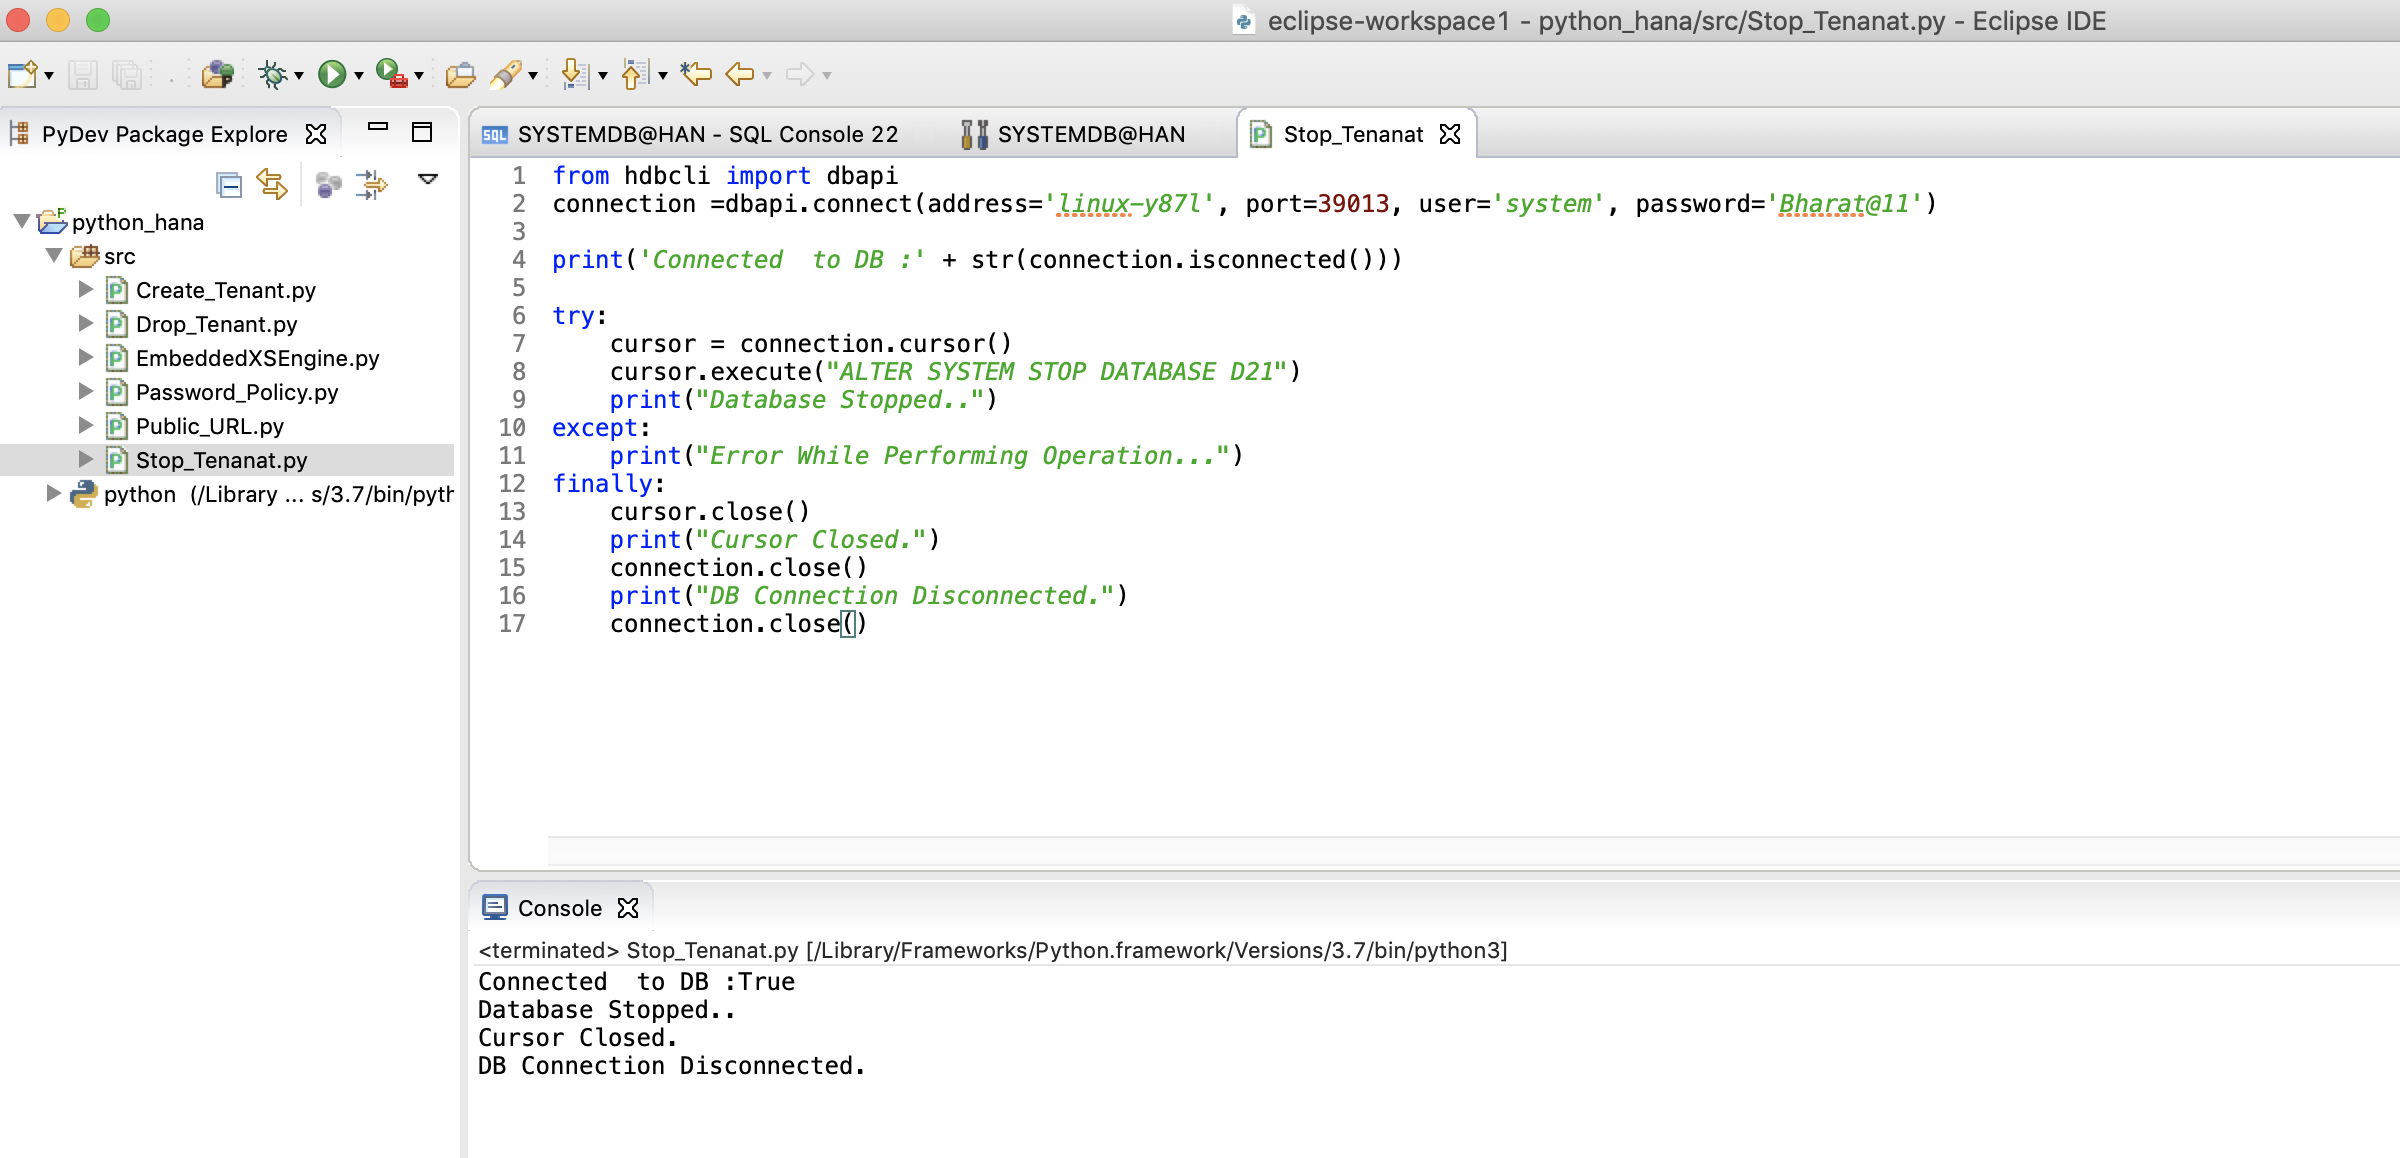 eclipse-workspace1 - python_hana/src/Stop_Tenanat.py - Eclipse IDE
PyDev Package Explore
python_hana
src
Create_Tenant.py
Drop_Tenant.py
EmbeddedXSEngine.py
Password_Policy.py
Public_URL.py
Stop_Tenanat.py
python (/Library ... s/3.7/bin/pyth
SQL SYSTEMDB@HAN - SQL Console 22
SYSTEMDB@HAN
Stop_Tenanat
1 from hdbcli import dbapi
2 connection =dbapi.connect(address='linux-y87l', port=39013, user='system', password='Bharat@11')
3
4 print('Connected  to DB :' + str(connection.isconnected()))
5
6 try:
7     cursor = connection.cursor()
8     cursor.execute("ALTER SYSTEM STOP DATABASE D21")
9     print("Database Stopped..")
10 except:
11     print("Error While Performing Operation...")
12 finally:
13     cursor.close()
14     print("Cursor Closed.")
15     connection.close()
16     print("DB Connection Disconnected.")
17     connection.close()
Console
<terminated> Stop_Tenanat.py [/Library/Frameworks/Python.framework/Versions/3.7/bin/python3]
Connected  to DB :True
Database Stopped..
Cursor Closed.
DB Connection Disconnected.